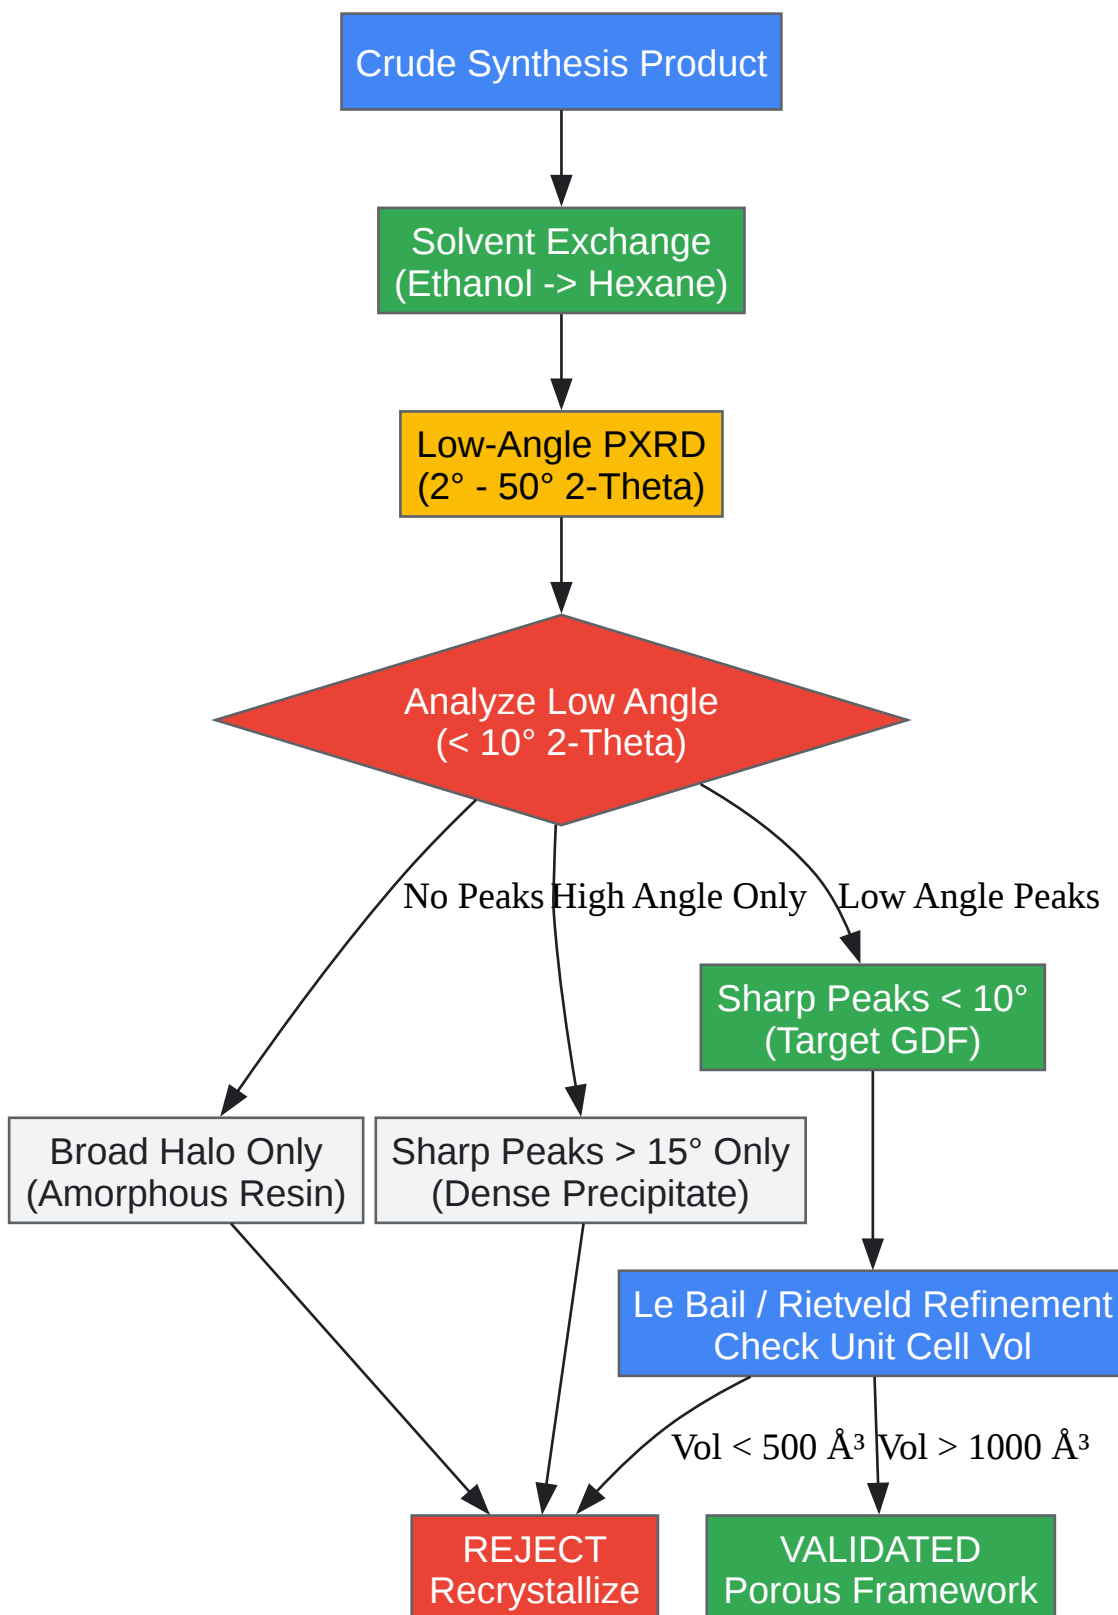 Crude Synthesis Product
Solvent Exchange
(Ethanol -> Hexane)
Low-Angle PXRD
(2° - 50° 2-Theta)
Analyze Low Angle
(< 10° 2-Theta)
No Peaks
High Angle Only
Low Angle Peaks
Sharp Peaks < 10°
(Target GDF)
Broad Halo Only
(Amorphous Resin)
Sharp Peaks > 15° Only
(Dense Precipitate)
Le Bail / Rietveld Refinement
Check Unit Cell Vol
Vol < 500 Å³
Vol > 1000 Å³
REJECT
Recrystallize
VALIDATED
Porous Framework